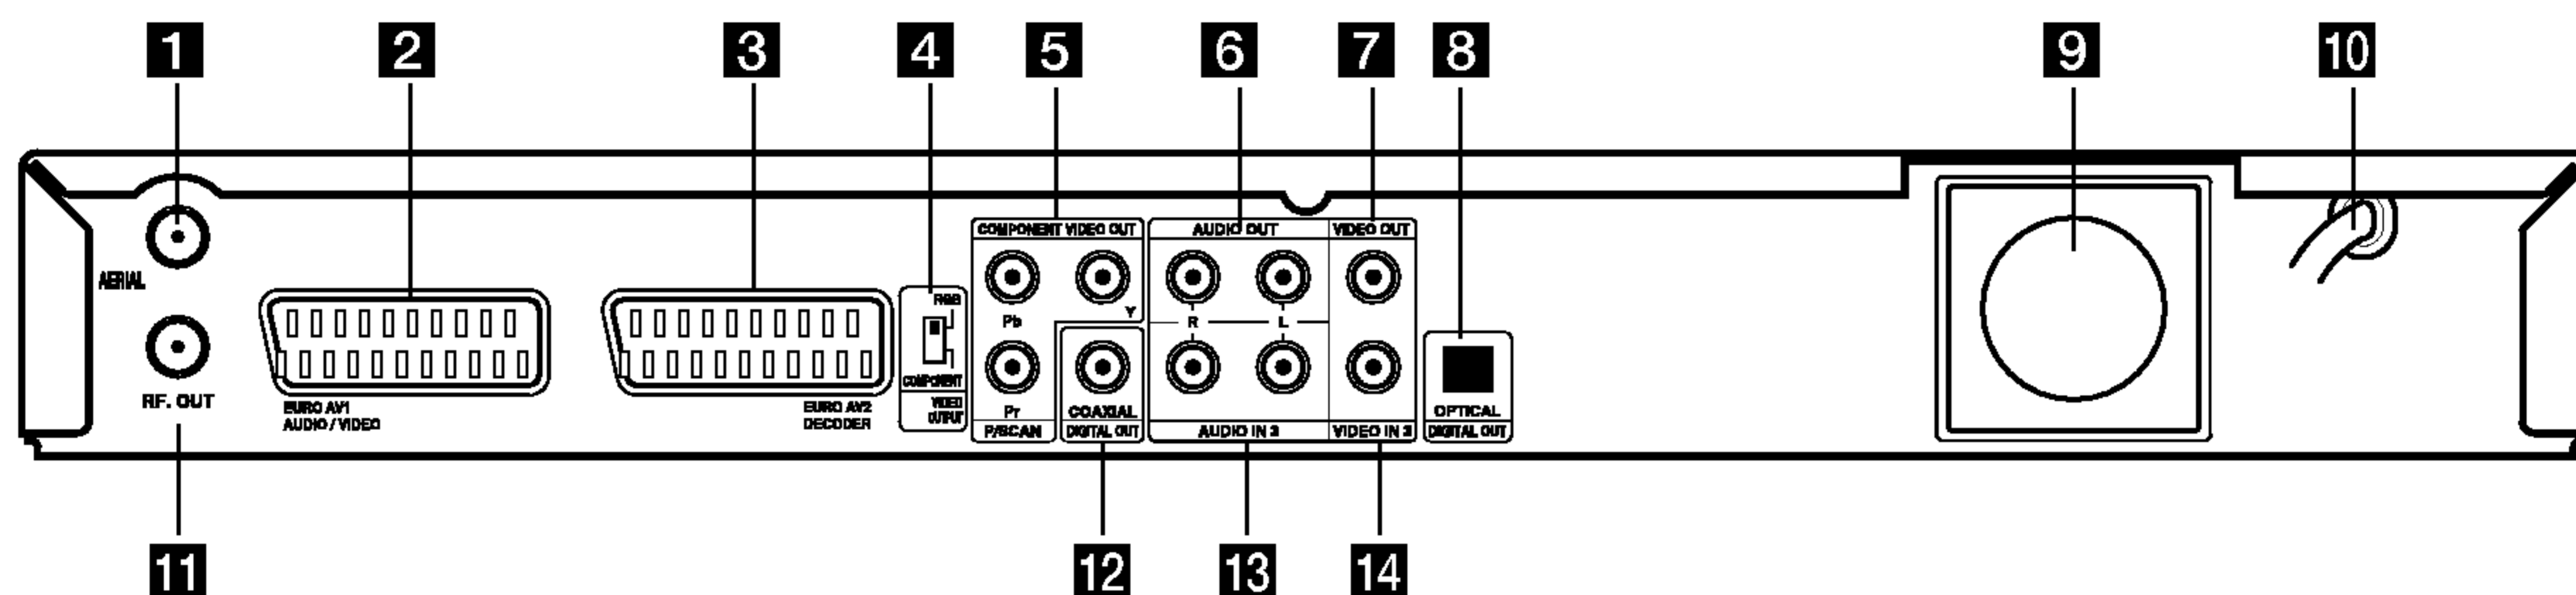 1 2 3 4 5 6 7 8 9 10
AERIAL
RF. OUT
EURO AV1
AUDIO / VIDEO
EURO AV2
DECODER
RGB
COMPONENT
VIDEO
OUTPUT
COMPONENT VIDEO OUT
Pb
Y
Pr
P/SCAN
COAXIAL
DIGITAL OUT
AUDIO OUT
VIDEO OUT
R L
AUDIO IN 3
VIDEO IN 3
OPTICAL
DIGITAL OUT
11 12 13 14